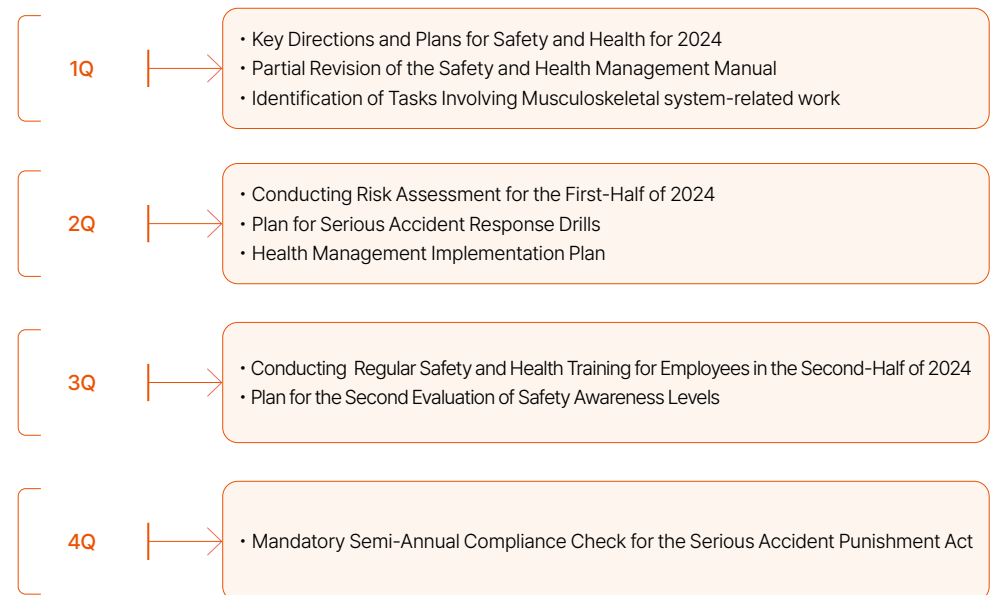 1Q
• Key Directions and Plans for Safety and Health for 2024
• Partial Revision of the Safety and Health Management Manual
• Identification of Tasks Involving Musculoskeletal system-related work
2Q
• Conducting Risk Assessment for the First-Half of 2024
• Plan for Serious Accident Response Drills
• Health Management Implementation Plan
3Q
• Conducting  Regular Safety and Health Training for Employees in the Second-Half of 2024
• Plan for the Second Evaluation of Safety Awareness Levels
4Q
• Mandatory Semi-Annual Compliance Check for the Serious Accident Punishment Act